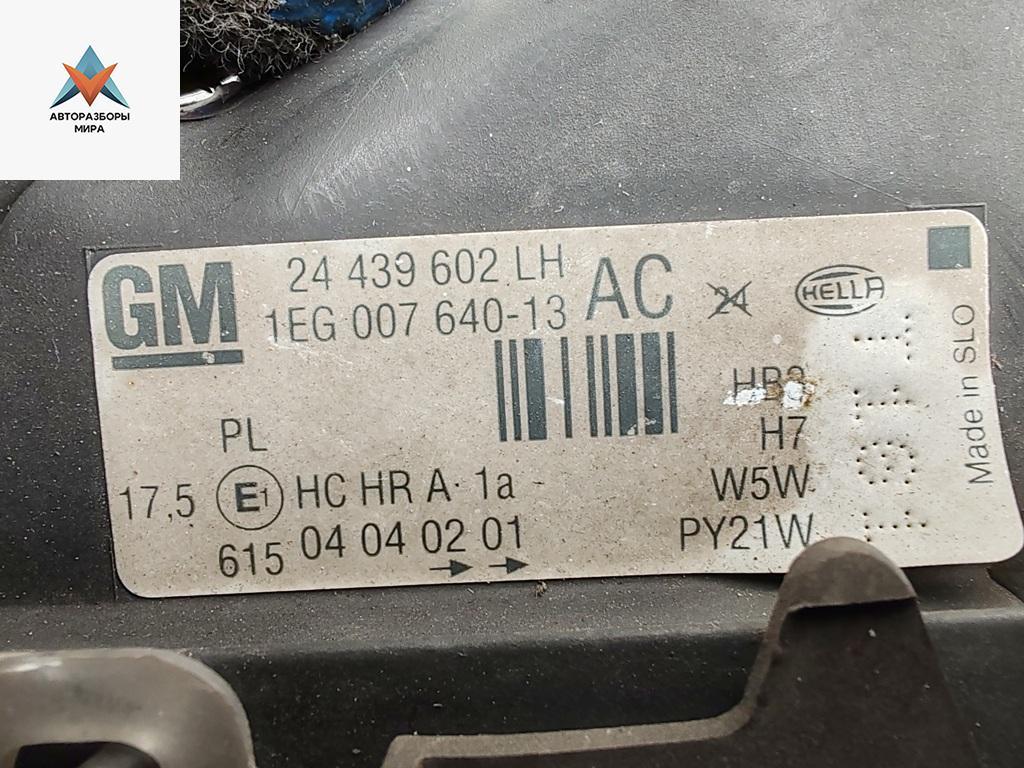 АВТОРАЗБОРЫ
МИРА
GM
24 439 602 LH
1EG 007 640-13
AC
24
HELLA
H7
PL
W5W
17,5 E1 HC HR A 1a
PY21W
615 04 04 02 01
Made in SLO